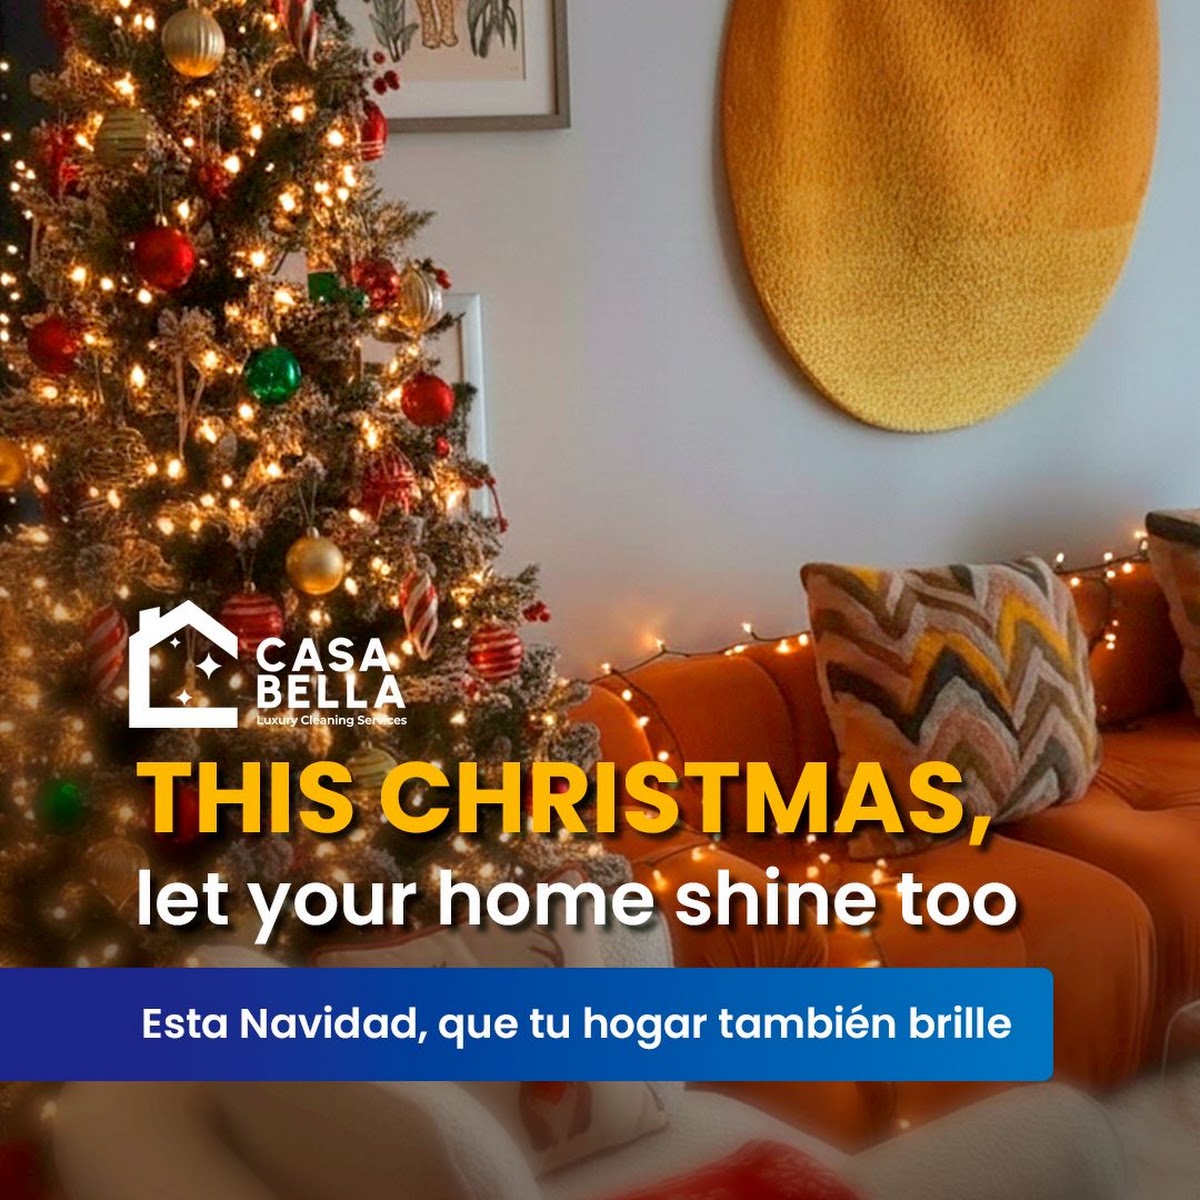 CASA
BELLA
Luxury Cleaning Services
THIS CHRISTMAS,
let your home shine too
Esta Navidad, que tu hogar también brille